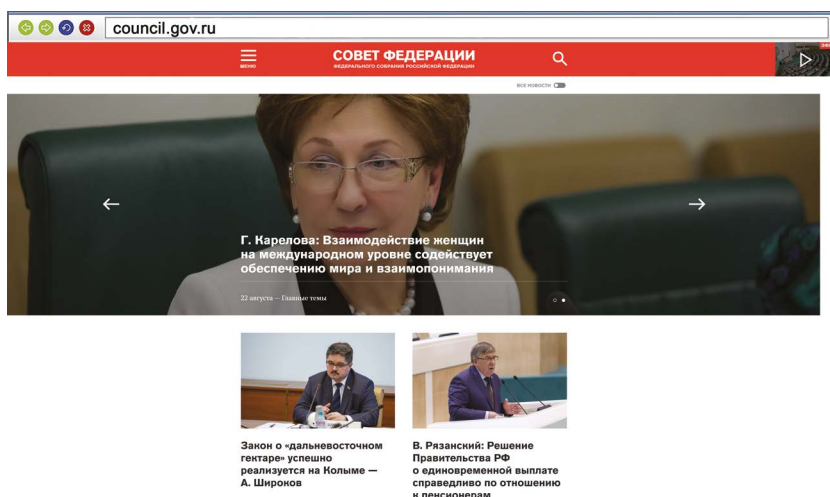 council.gov.ru
МЕНЮ
СОВЕТ ФЕДЕРАЦИИ
ФЕДЕРАЛЬНОГО СОБРАНИЯ РОССИЙСКОЙ ФЕДЕРАЦИИ
ВСЕ НОВОСТИ
Г. Карелова: Взаимодействие женщин
на международном уровне содействует
обеспечению мира и взаимопонимания
22 августа — Главные темы
Закон о «дальневосточном
гектаре» успешно
реализуется на Колыме —
А. Широков
В. Рязанский: Решение
Правительства РФ
о единовременной выплате
справедливо по отношению
к пенсионерам